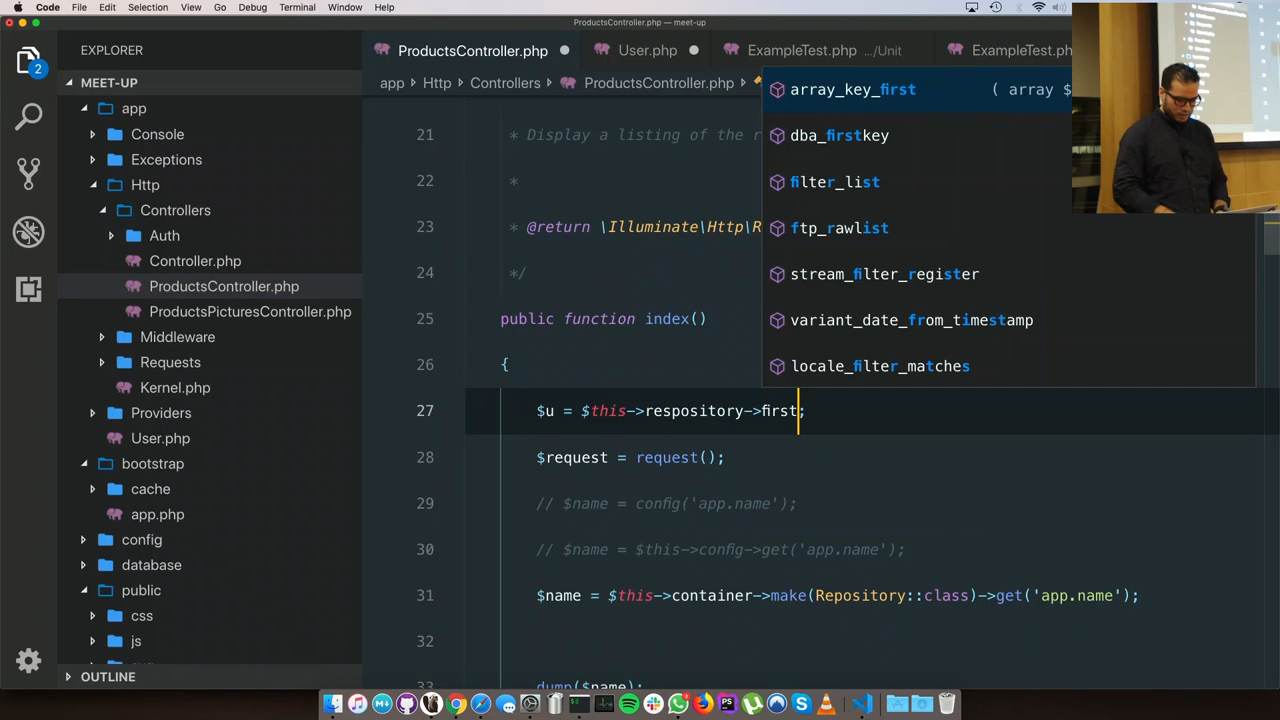 Code File Edit Selection View Go Debug Terminal Window Help
ProductsController.php — meet-up
EXPLORER
2
MEET-UP
app
Console
Exceptions
Http
Controllers
Auth
Controller.php
ProductsController.php
ProductsPicturesController.php
Middleware
Requests
Kernel.php
Providers
User.php
bootstrap
cache
app.php
config
database
public
css
js
OUTLINE
ProductsController.php User.php ExampleTest.php .../Unit ExampleTest.ph
app Http Controllers ProductsController.php
array_key_first ( array $
dba_firstkey
filter_list
ftp_rawlist
stream_filter_register
variant_date_from_timestamp
locale_filter_matches
21 * Display a listing of the r
22 *
23 * @return \Illuminate\Http\R
24 */
25 public function index()
26 {
27 $u = $this->respository->first;
28 $request = request();
29 // $name = config('app.name');
30 // $name = $this->config->get('app.name');
31 $name = $this->container->make(Repository::class)->get('app.name');
32
33 dump($name);